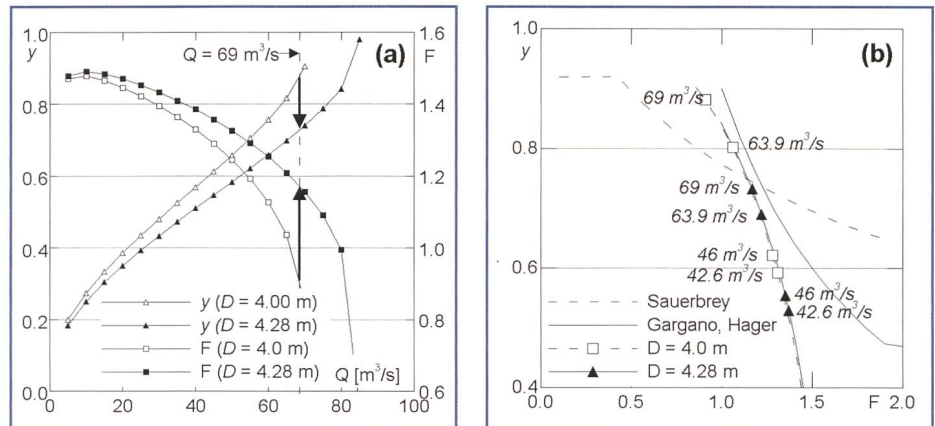 1.0
y
0.8
0.6
0.4
0.2
0.0
0
20
40
60
80
100
1.6
F
1.4
1.2
1.0
0.8
0.6
Q = 69 m³/s
(a)
y (D = 4.00 m)
y (D = 4.28 m)
F (D = 4.0 m)
F (D = 4.28 m)
Q [m³/s]
1.0
y
0.8
0.6
0.4
0.0
0.5
1.0
1.5
F
2.0
(b)
69 m³/s
63.9 m³/s
69 m³/s
63.9 m³/s
46 m³/s
42.6 m³/s
46 m³/s
42.6 m³/s
Sauerbrey
Gargano, Hager
D = 4.0 m
D = 4.28 m